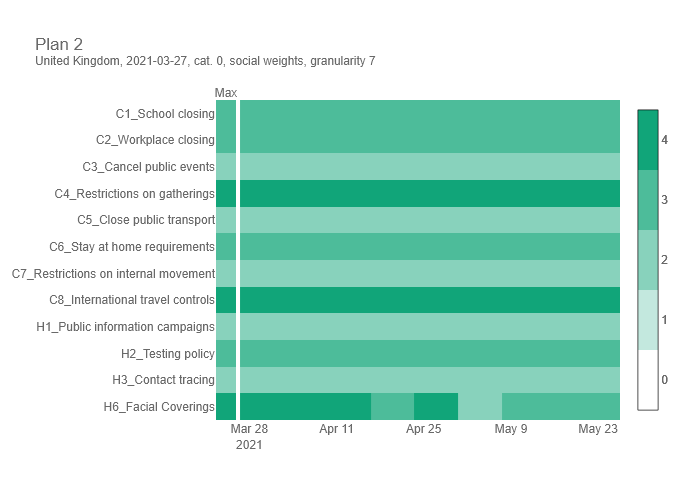 Plan 2
United Kingdom, 2021-03-27, cat. 0, social weights, granularity 7
Max
C1_School closing
C2_Workplace closing
C3_Cancel public events
C4_Restrictions on gatherings
C5_Close public transport
C6_Stay at home requirements
C7_Restrictions on internal movement
C8_International travel controls
H1_Public information campaigns
H2_Testing policy
H3_Contact tracing
H6_Facial Coverings
Mar 28 Apr 11 Apr 25 May 9 May 23
2021
4
3
2
1
0